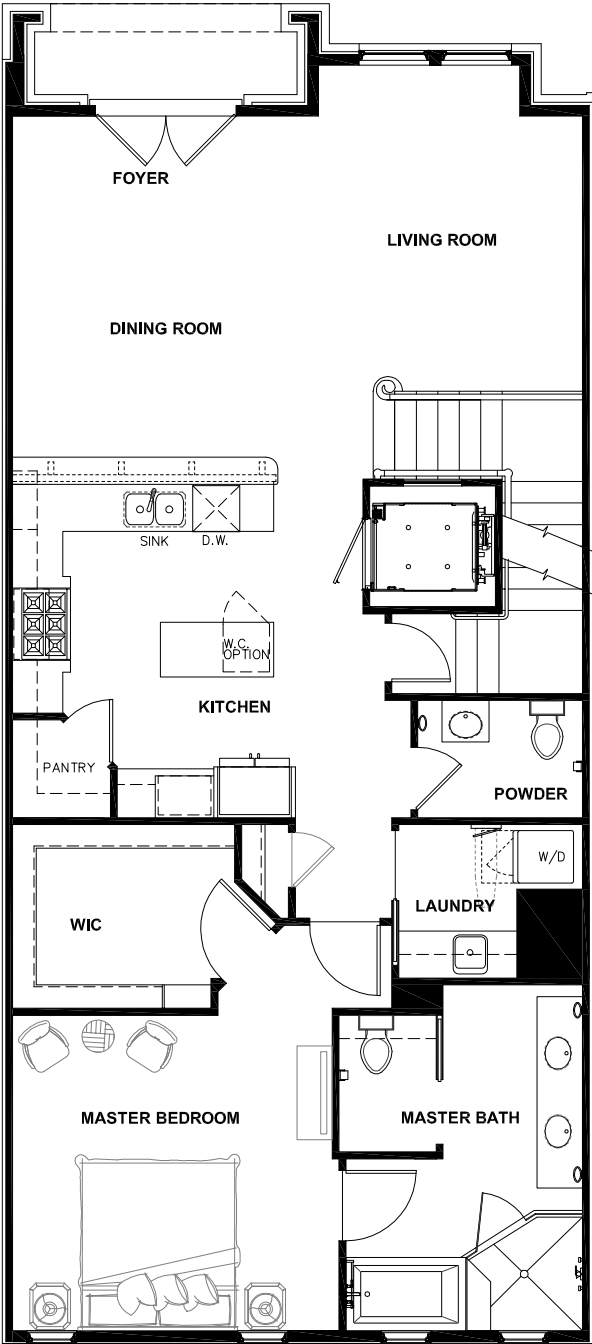 FOYER
LIVING ROOM
DINING ROOM
SINK
D.W.
W.C.
OPTION
KITCHEN
PANTRY
POWDER
W/D
LAUNDRY
WIC
MASTER BEDROOM
MASTER BATH